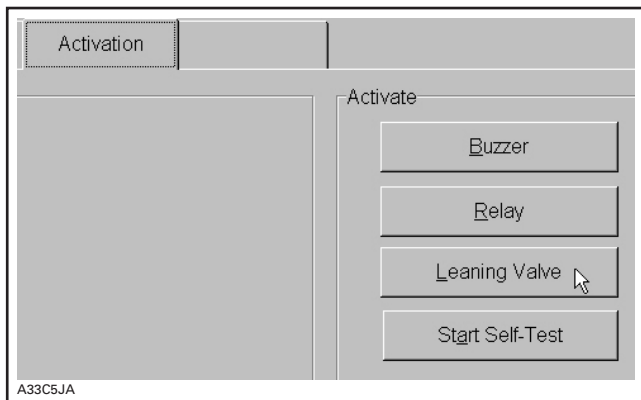 Activation
Activate
Buzzer
Relay
Leaning Valve
Start Self-Test
A33C5JA